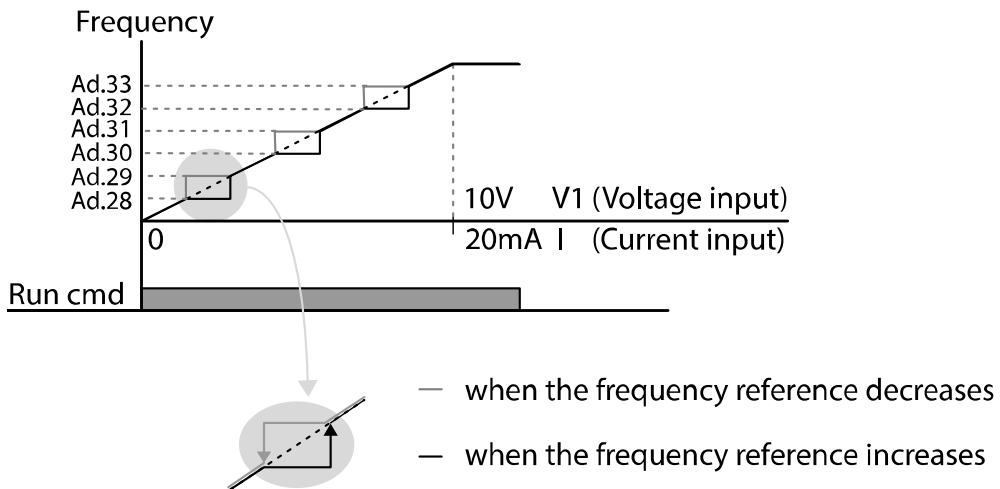 Frequency
Ad.33
Ad.32
Ad.31
Ad.30
Ad.29
Ad.28
10V V1 (Voltage input)
0 20mA I (Current input)
Run cmd
when the frequency reference decreases
when the frequency reference increases